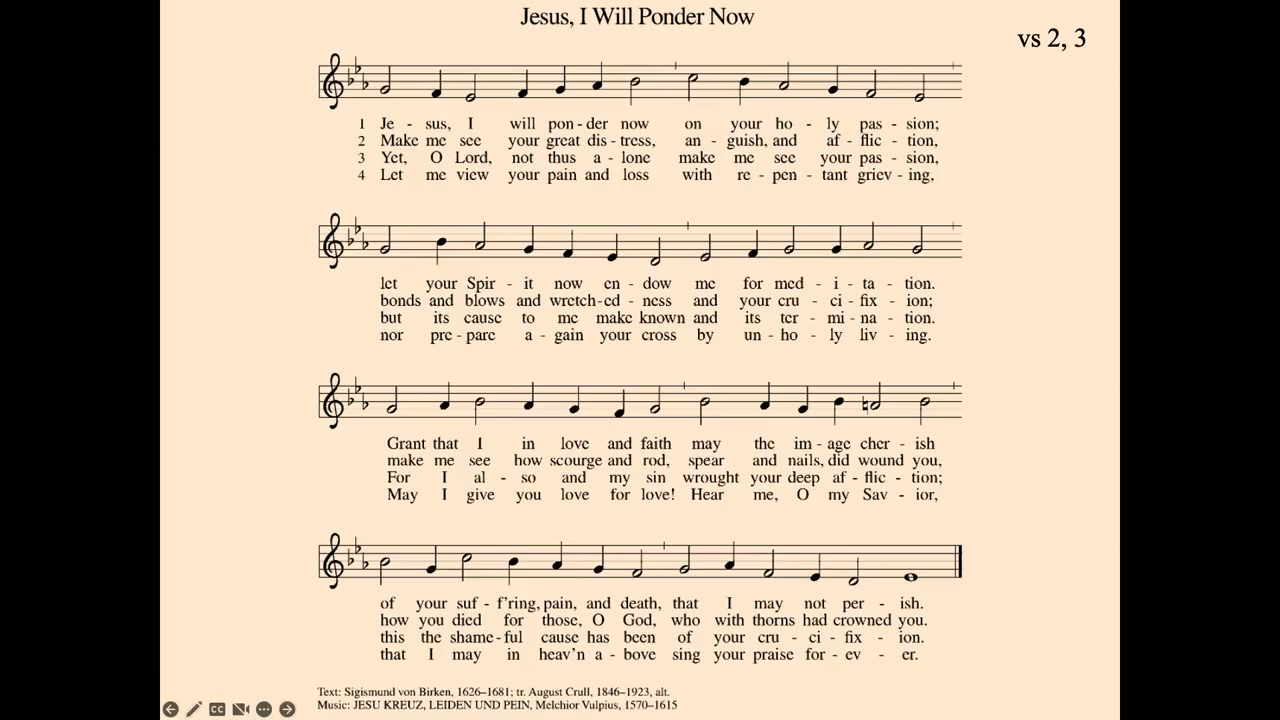 Jesus, I Will Ponder Now
vs 2, 3
1 Je - sus, I will pon - der now on your ho - ly pas - sion;
2 Make me see your great dis - tress, an - guish, and af - flic - tion,
3 Yet, O Lord, not thus a - lone make me see your pas - sion,
4 Let me view your pain and loss with re - pen - tant griev - ing,
let your Spir - it now en - dow me for med - i - ta - tion.
bonds and blows and wretch - ed - ness and your cru - ci - fix - ion;
but its cause to me make known and its ter - mi - na - tion.
nor pre - pare a - gain your cross by un - ho - ly liv - ing.
Grant that I in love and faith may the im - age cher - ish
make me see how scourge and rod, spear and nails, did wound you,
For I al - so and my sin wrought your deep af - flic - tion;
May I give you love for love! Hear me, O my Sav - ior,
of your suf - f'ring, pain, and death, that I may not per - ish.
how you died for those, O God, who with thorns had crowned you.
this the shame - ful cause has been of your cru - ci - fix - ion.
that I may in heav'n a - bove sing your praise for - ev - er.
Text: Sigismund von Birken, 1626–1681; tr. August Crull, 1846–1923, alt.
Music: JESU KREUZ, LEIDEN UND PEIN, Melchior Vulpius, 1570–1615
CC